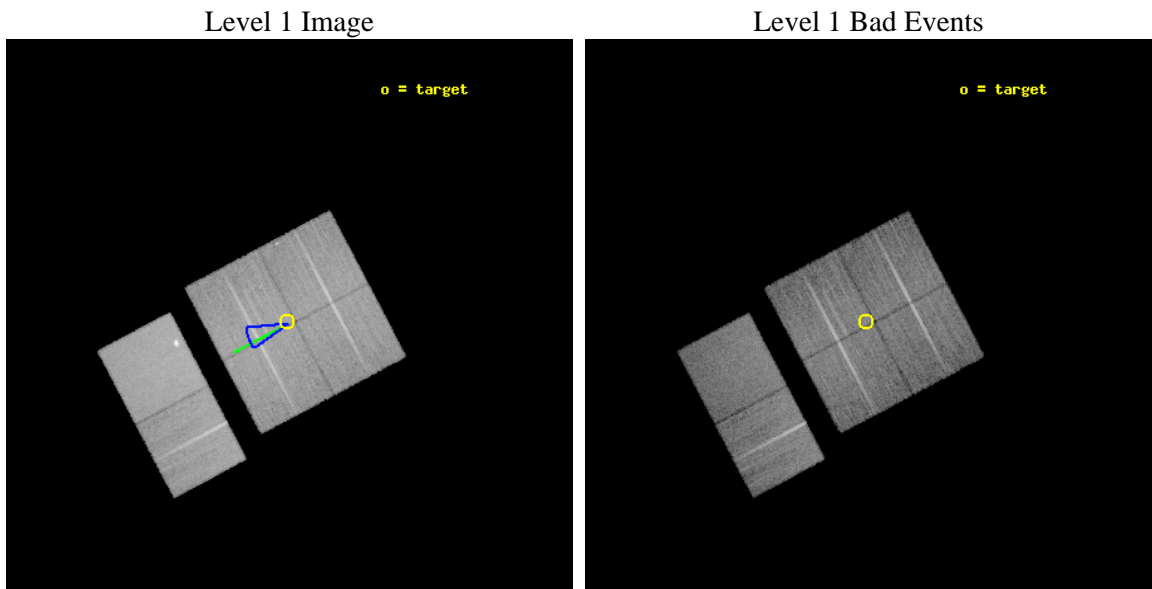 Level 1 Image
Level 1 Bad Events
o = target
o = target